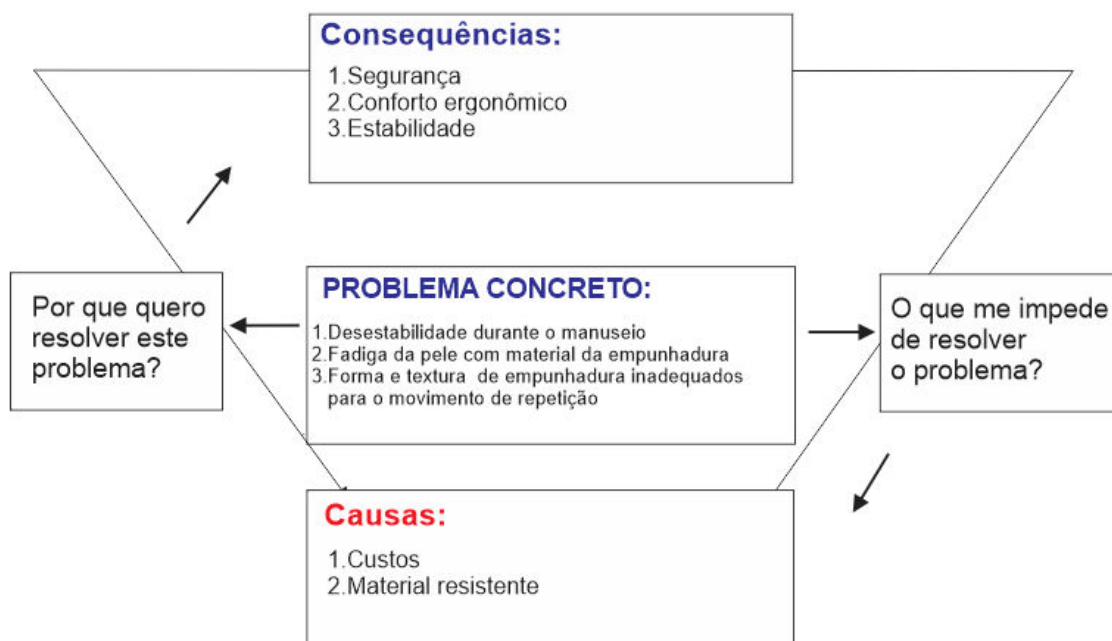 Consequências:
1.Segurança
2.Conforto ergonômico
3.Estabilidade
Por que quero
resolver este
problema?
PROBLEMA CONCRETO:
1.Desestabilidade durante o manuseio
2.Fadiga da pele com material da empunhadura
3.Forma e textura de empunhadura inadequados
para o movimento de repetição
O que me impede
de resolver
o problema?
Causas:
1.Custos
2.Material resistente